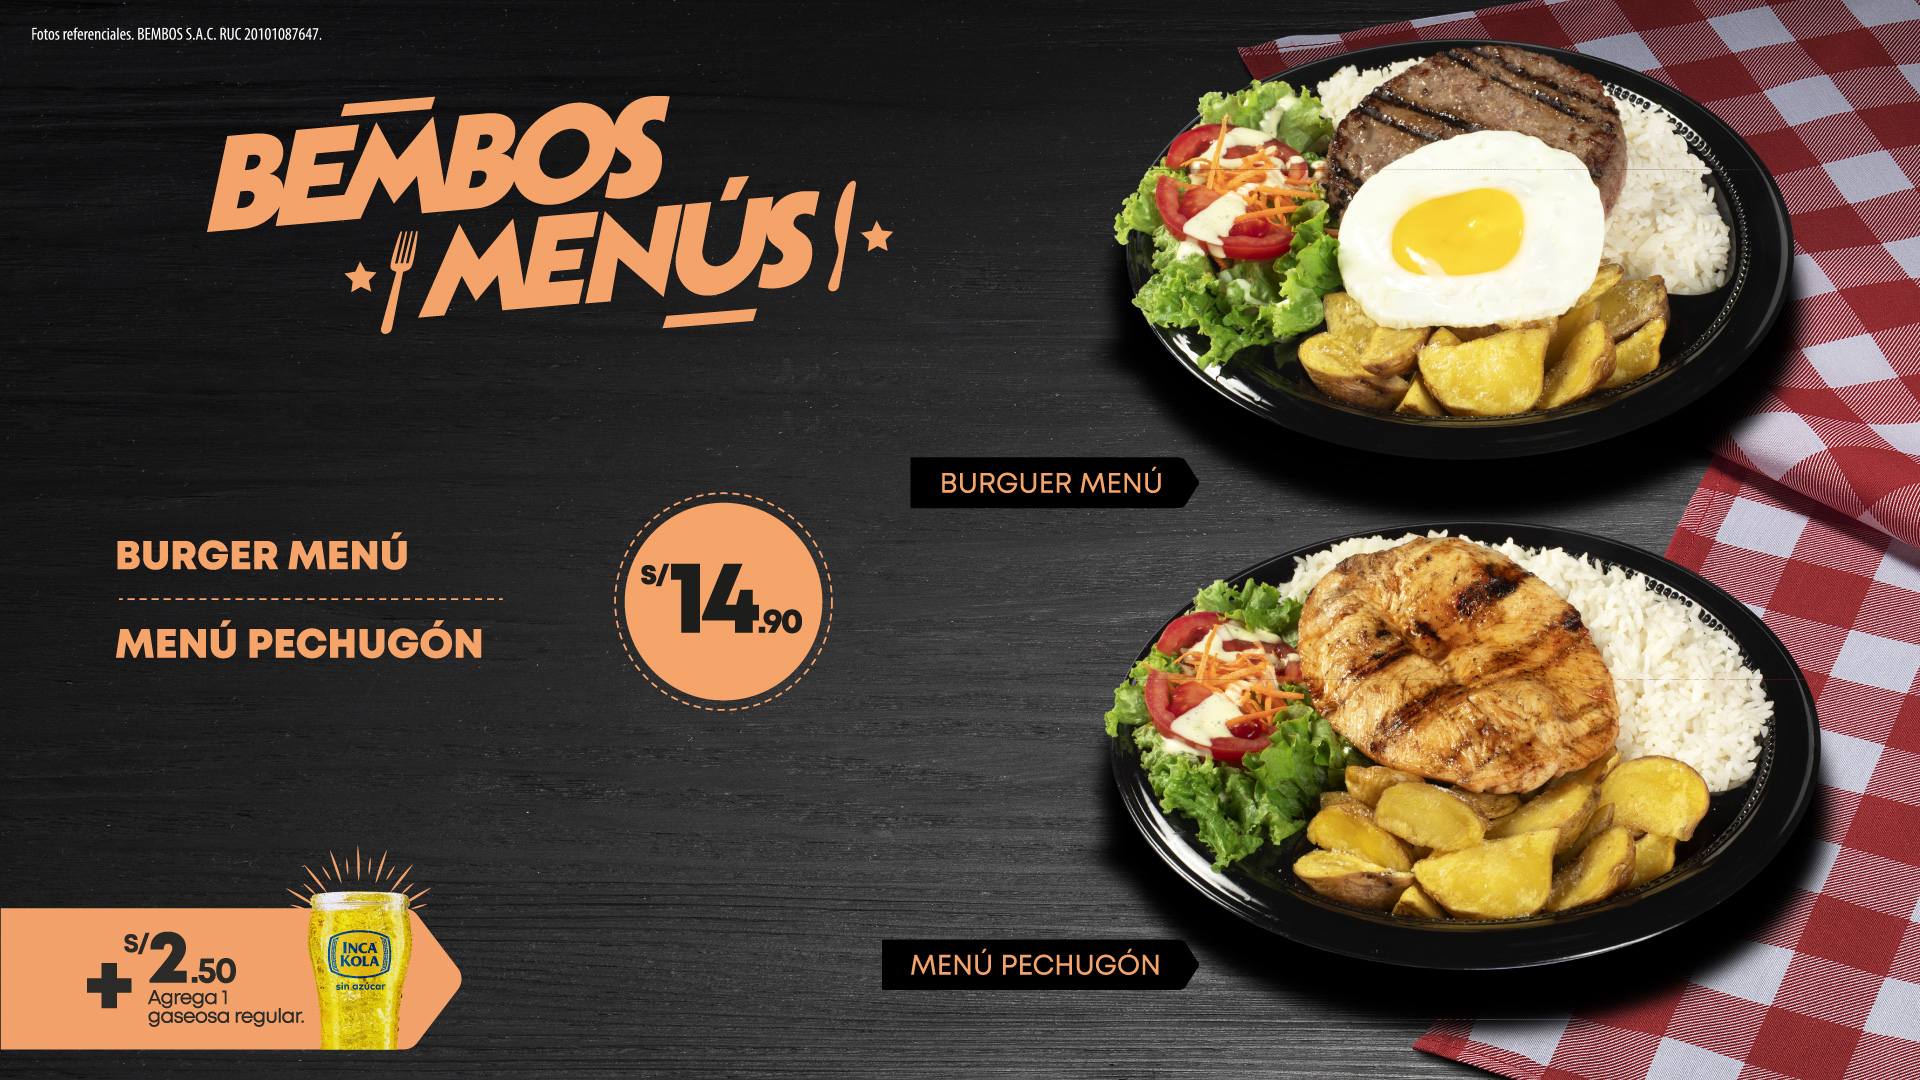 Fotos referenciales. BEMBOS S.A.C. RUC 20101087647.
BEMBOS
MENÚS
BURGUER MENÚ
BURGER MENÚ
MENÚ PECHUGÓN
S/14.90
MENÚ PECHUGÓN
+ S/2.50
Agrega 1
gaseosa regular.
INCA
KOLA
sin azúcar